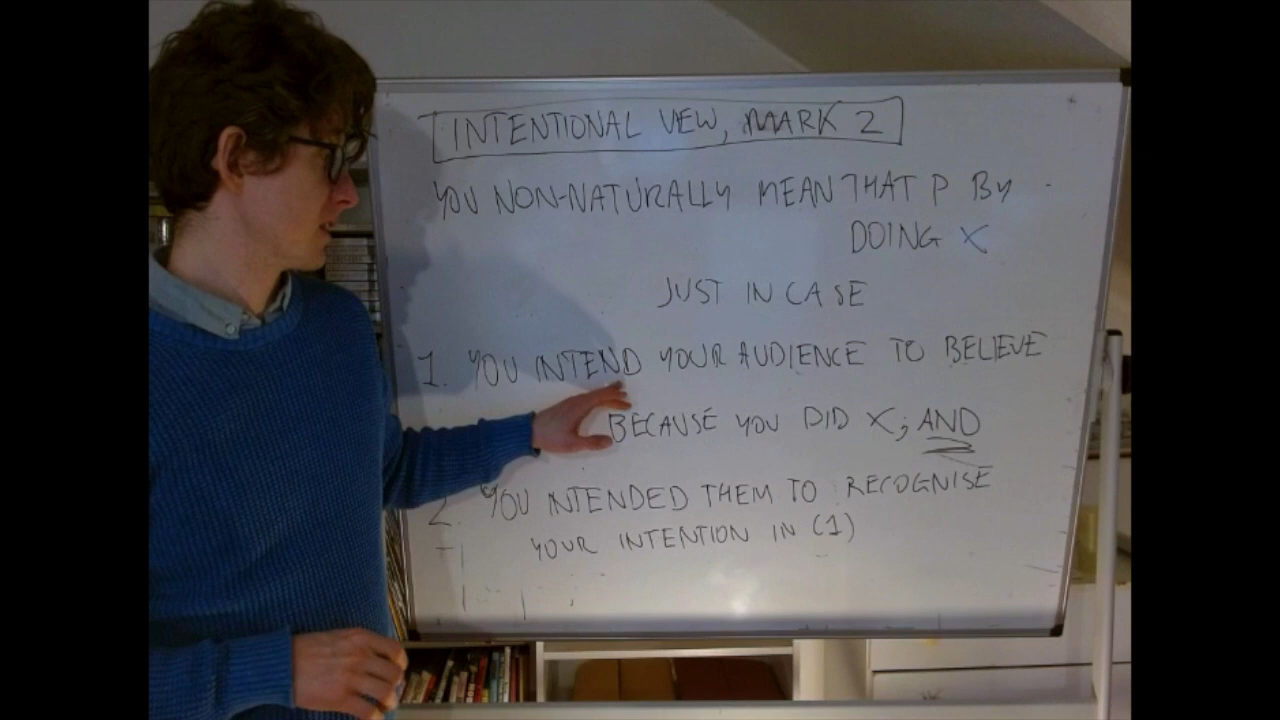 INTENTIONAL VIEW, MARK 2
YOU NON-NATURALLY MEAN THAT P BY
DOING X
JUST IN CASE
1. YOU INTEND YOUR AUDIENCE TO BELIEVE
BECAUSE YOU DID X; AND
2. YOU INTENDED THEM TO RECOGNISE
YOUR INTENTION IN (1)